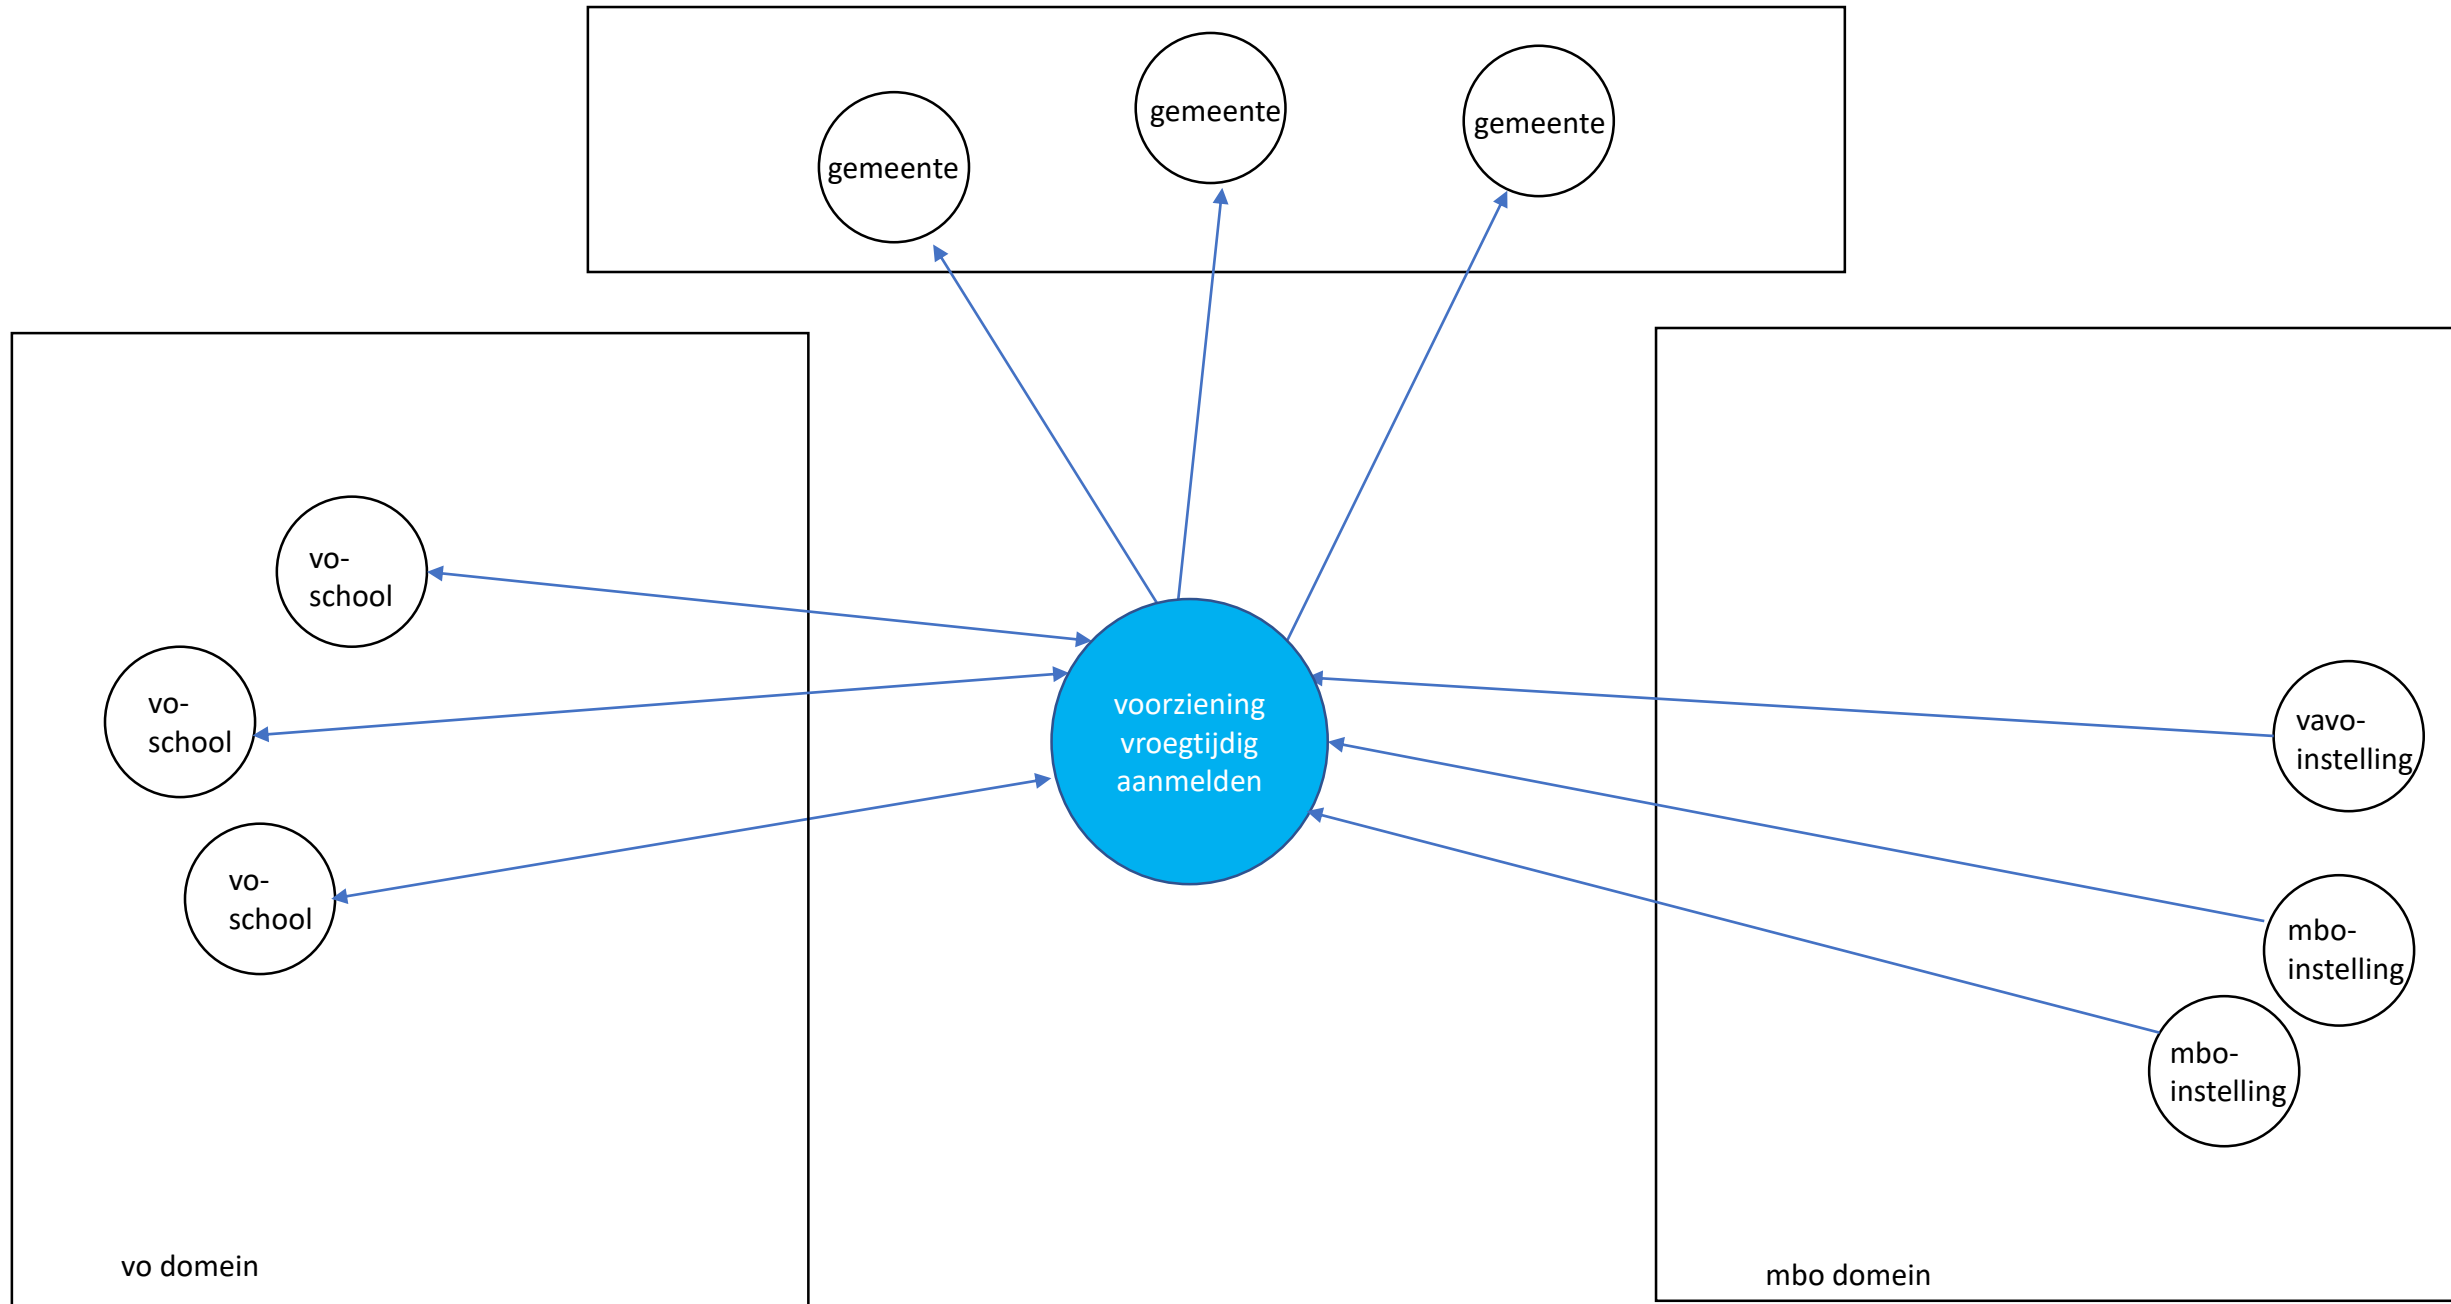 gemeente
gemeente
gemeente
vo-
school
vo-
school
vo-
school
voorziening
vroegtijdig
aanmelden
vavo-
instelling
mbo-
instelling
mbo-
instelling
vo domein
mbo domein